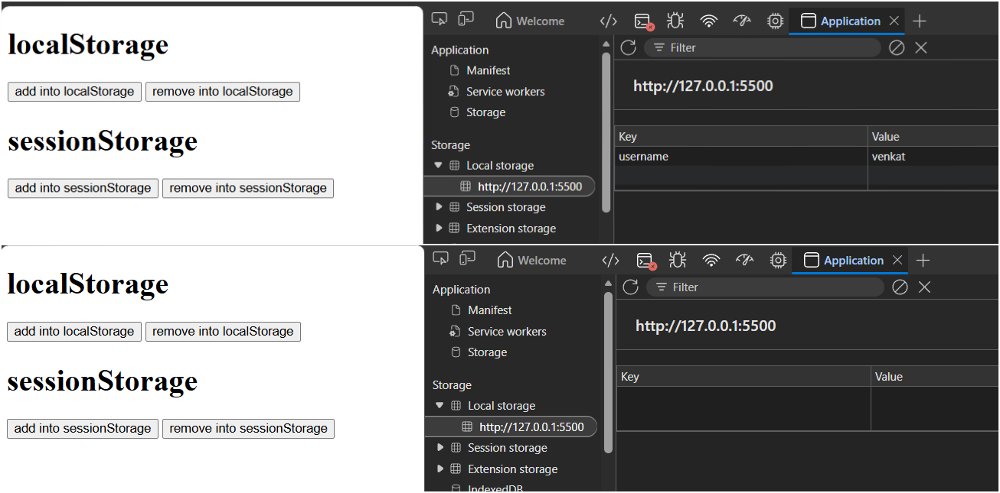 localStorage
add into localStorage remove into localStorage
sessionStorage
add into sessionStorage remove into sessionStorage
Welcome Application
Application
Manifest
Service workers
Storage
Storage
Local storage
http://127.0.0.1:5500
Session storage
Extension storage
Filter
http://127.0.0.1:5500
Key Value
username venkat
localStorage
add into localStorage remove into localStorage
sessionStorage
add into sessionStorage remove into sessionStorage
Welcome Application
Application
Manifest
Service workers
Storage
Storage
Local storage
http://127.0.0.1:5500
Session storage
Extension storage
IndexedDB
Filter
http://127.0.0.1:5500
Key Value